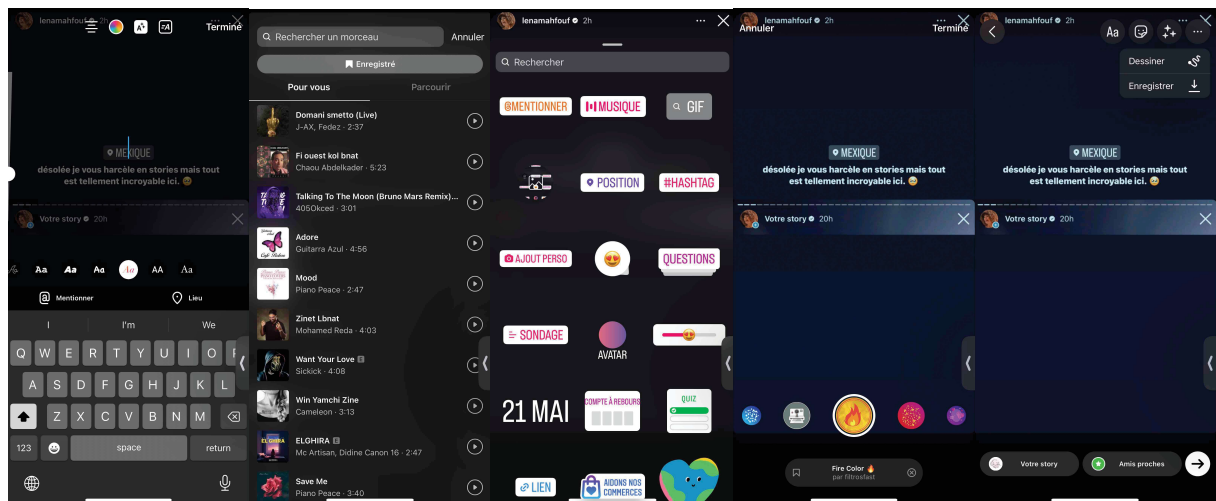 lenamahfouf 2h
A+
=A
Terminé
MEXIQUE
désolée je vous harcèle en stories mais tout
est tellement incroyable ici. 🥹
Votre story 20h
Aa
Aa
Aa
Aa
AA
Aa
Mentionner
Lieu
I
I'm
We
Q W E R T Y U I O P
A S D F G H J K L
Z X C V B N M
123
space
return
Rechercher un morceau
Annuler
Enregistré
Pour vous
Parcourir
Domani smetto (Live)
J-AX, Fedez · 2:37
Fi ouest kol bnat
Chaou Abdelkader · 5:23
Talking To The Moon (Bruno Mars Remix)...
405Okced · 3:01
Adore
Guitarra Azul · 4:56
Mood
Piano Peace · 2:47
Zinet Lbnat
Mohamed Reda · 4:03
Want Your Love E
Sickick · 4:08
Win Yamchi Zine
Cameleon · 3:13
ELGHIRA
ELGHIRA E
Mc Artisan, Didine Canon 16 · 2:47
Save Me
Piano Peace · 3:40
lenamahfouf 2h
Rechercher
@MENTIONNER
MUSIQUE
GIF
POSITION
#HASHTAG
AJOUT PERSO
QUESTIONS
SONDAGE
AVATAR
21 MAI
COMPTE À REBOURS
QUIZ
LIEN
AIDONS NOS
COMMERCES
lenamahfouf 2h
Annuler
Terminé
MEXIQUE
désolée je vous harcèle en stories mais tout
est tellement incroyable ici. 🥹
Votre story 20h
Fire Color 🔥
par filtroxfast
lenamahfouf 2h
Aa
Dessiner
Enregistrer
MEXIQUE
désolée je vous harcèle en stories mais tout
est tellement incroyable ici. 🥹
Votre story 20h
Votre story
Amis proches